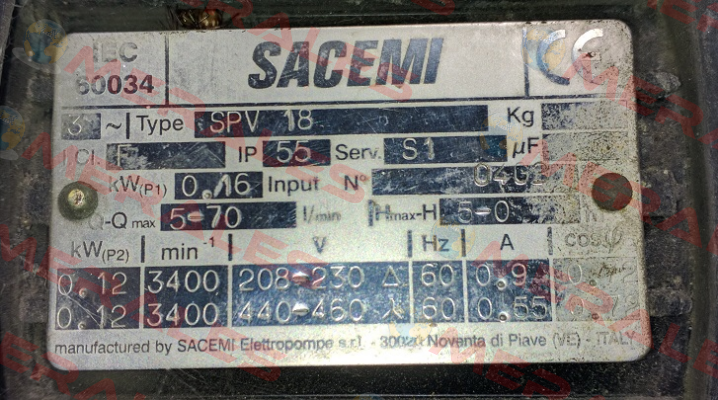 IEC
60034
SACEMI
CE
3 ~ Type SPV 18 Kg
I.Cl. F IP 55 Serv. S1 µF
kW(P1) 0,16 Input N°
Q-Q max 5-70 l/min Hmax-H
kW(P2) min⁻¹ V Hz A cosφ
0.12 3400 208-230 Δ 60 0.9
0.12 3400 440-460 ⅄ 60 0.55
manufactured by SACEMI Elettropompe s.r.l. - 30020 Noventa di Piave (VE) - ITALY